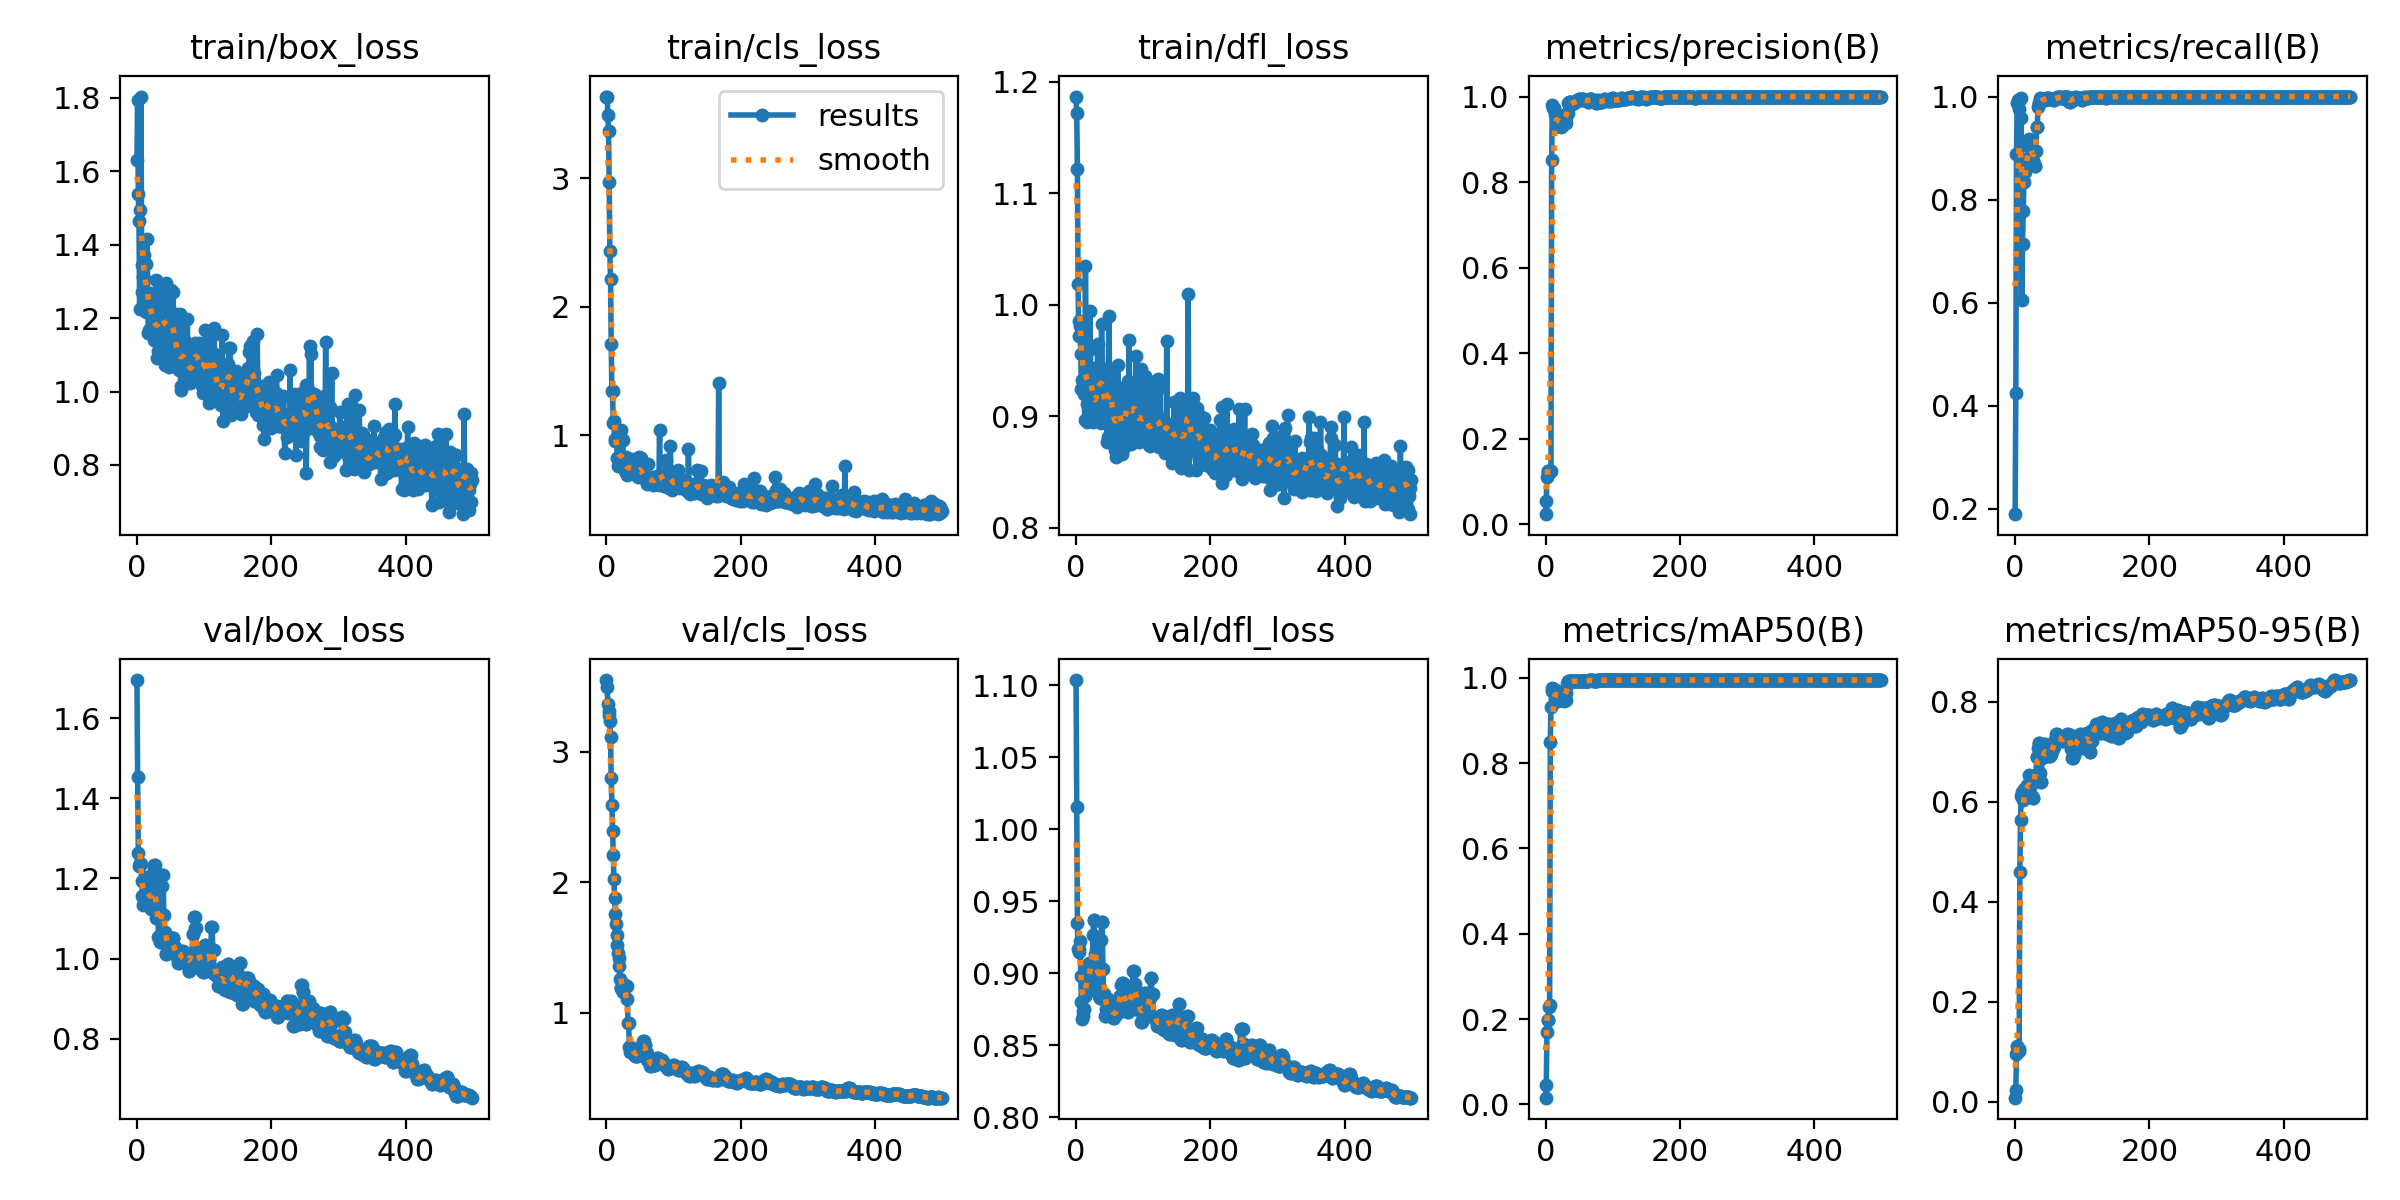 train/box_loss
1.8
1.6
1.4
1.2
1.0
0.8
0 200 400
train/cls_loss
results
smooth
3
2
1
0 200 400
train/dfl_loss
1.2
1.1
1.0
0.9
0.8
0 200 400
metrics/precision(B)
1.0
0.8
0.6
0.4
0.2
0.0
0 200 400
metrics/recall(B)
1.0
0.8
0.6
0.4
0.2
0 200 400
val/box_loss
1.6
1.4
1.2
1.0
0.8
0 200 400
val/cls_loss
3
2
1
0 200 400
val/dfl_loss
1.10
1.05
1.00
0.95
0.90
0.85
0.80
0 200 400
metrics/mAP50(B)
1.0
0.8
0.6
0.4
0.2
0.0
0 200 400
metrics/mAP50-95(B)
0.8
0.6
0.4
0.2
0.0
0 200 400